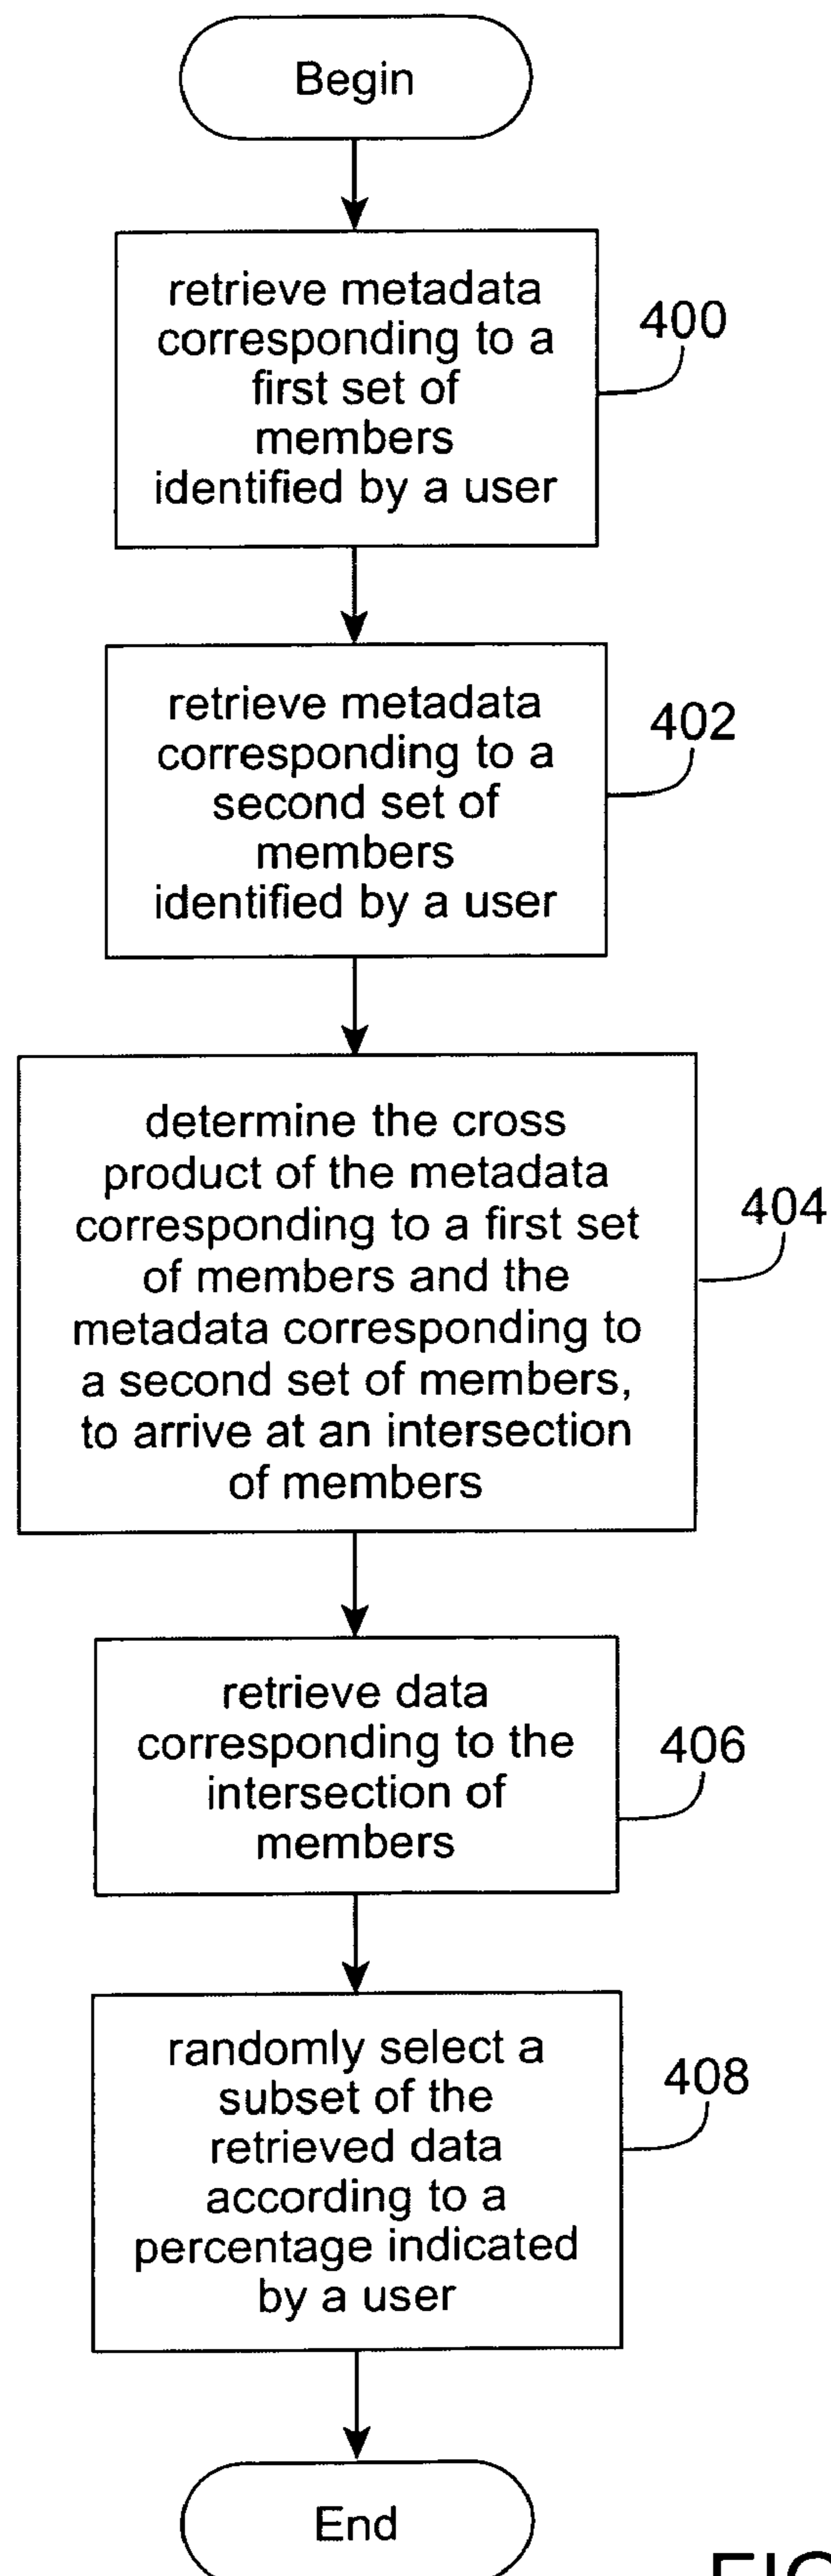 Begin
retrieve metadata
corresponding to a
first set of
members
identified by a user
400
retrieve metadata
corresponding to a
second set of
members
identified by a user
402
determine the cross
product of the metadata
corresponding to a first set
of members and the
metadata corresponding to
a second set of members,
to arrive at an intersection
of members
404
retrieve data
corresponding to the
intersection of
members
406
randomly select a
subset of the
retrieved data
according to a
percentage indicated
by a user
408
End